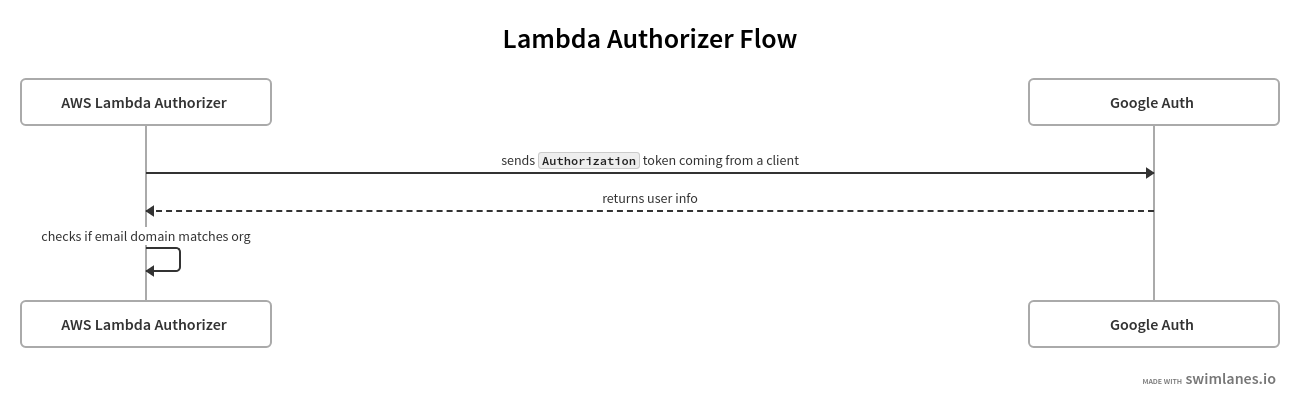 Lambda Authorizer Flow
AWS Lambda Authorizer
Google Auth
sends Authorization token coming from a client
returns user info
checks if email domain matches org
AWS Lambda Authorizer
Google Auth
MADE WITH swimlanes.io